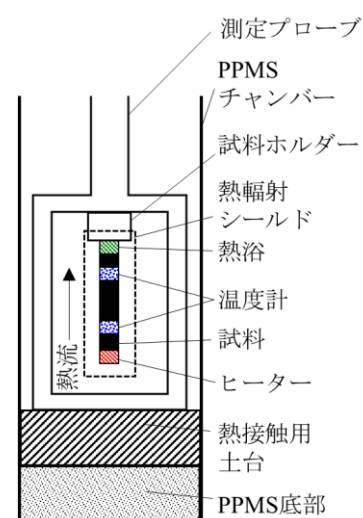 測定プローブ
PPMS
チャンバー
試料ホルダー
熱輻射
シールド
熱浴
温度計
試料
ヒーター
熱流
熱接触用
土台
PPMS底部